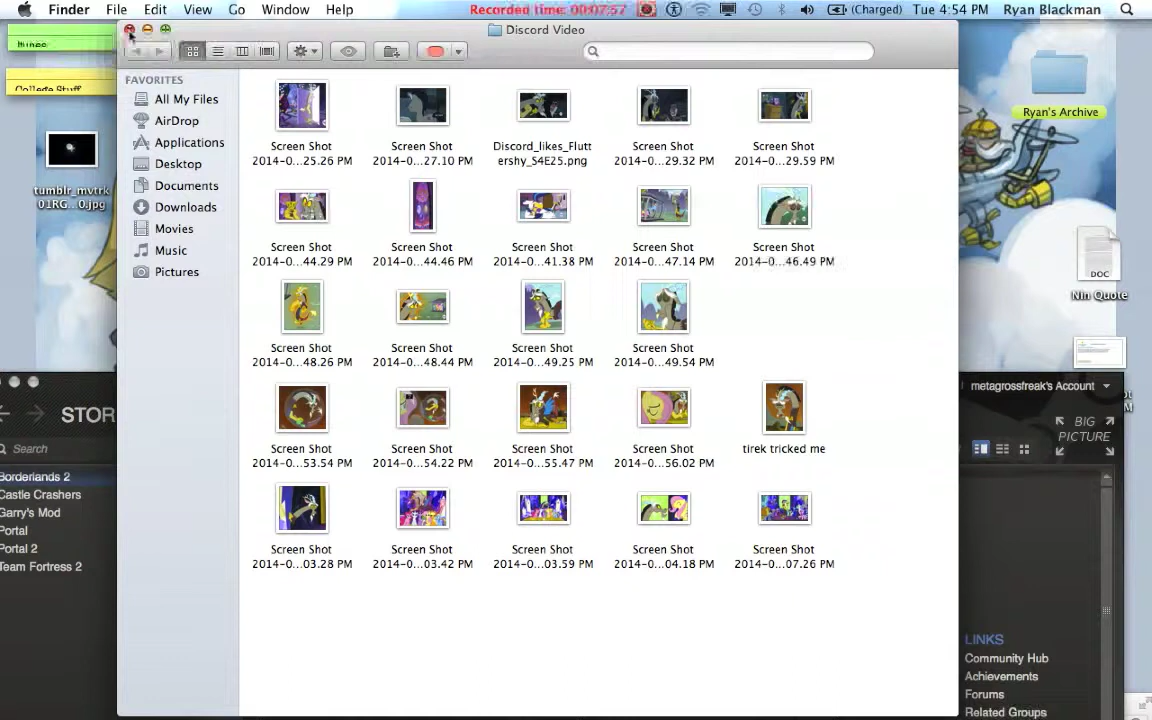 Finder File Edit View Go Window Help Recorded time: 00:07:57 (Charged) Tue 4:54 PM Ryan Blackman
Discord Video
College Stuff
FAVORITES
All My Files
AirDrop
Applications
Desktop
Documents
Downloads
Movies
Music
Pictures
tumblr_mvtrk
01RG...0.jpg
Screen Shot Screen Shot Discord_likes_Flutt Screen Shot Screen Shot
2014-0...25.26 PM 2014-0...27.10 PM ershy_S4E25.png 2014-0...29.32 PM 2014-0...29.59 PM
Screen Shot Screen Shot Screen Shot Screen Shot Screen Shot
2014-0...44.29 PM 2014-0...44.46 PM 2014-0...41.38 PM 2014-0...47.14 PM 2014-0...46.49 PM
Screen Shot Screen Shot Screen Shot Screen Shot
2014-0...48.26 PM 2014-0...48.44 PM 2014-0...49.25 PM 2014-0...49.54 PM
Screen Shot Screen Shot Screen Shot Screen Shot tirek tricked me
2014-0...53.54 PM 2014-0...54.22 PM 2014-0...55.47 PM 2014-0...56.02 PM
Screen Shot Screen Shot Screen Shot Screen Shot Screen Shot
2014-0...03.28 PM 2014-0...03.42 PM 2014-0...03.59 PM 2014-0...04.18 PM 2014-0...07.26 PM
Ryan's Archive
DOC
Nin Quote
STOR
Search
Borderlands 2
Castle Crashers
Garry's Mod
Portal
Portal 2
Team Fortress 2
metagrossfreak's Account
BIG
PICTURE
LINKS
Community Hub
Achievements
Forums
Related Groups